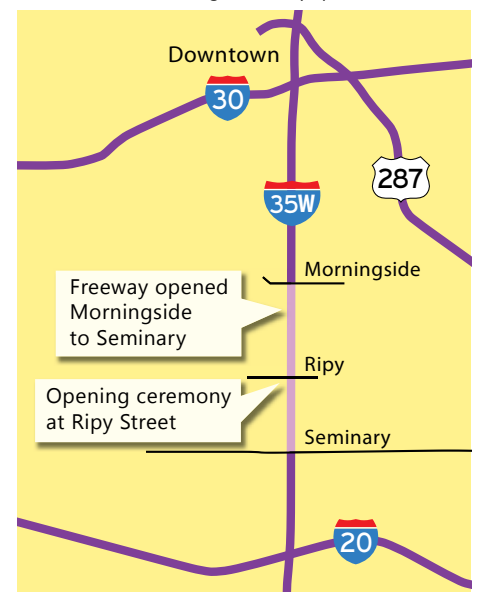 Downtown
30
287
35W
Morningside
Freeway opened
Morningside
to Seminary
Ripy
Opening ceremony
at Ripy Street
Seminary
20